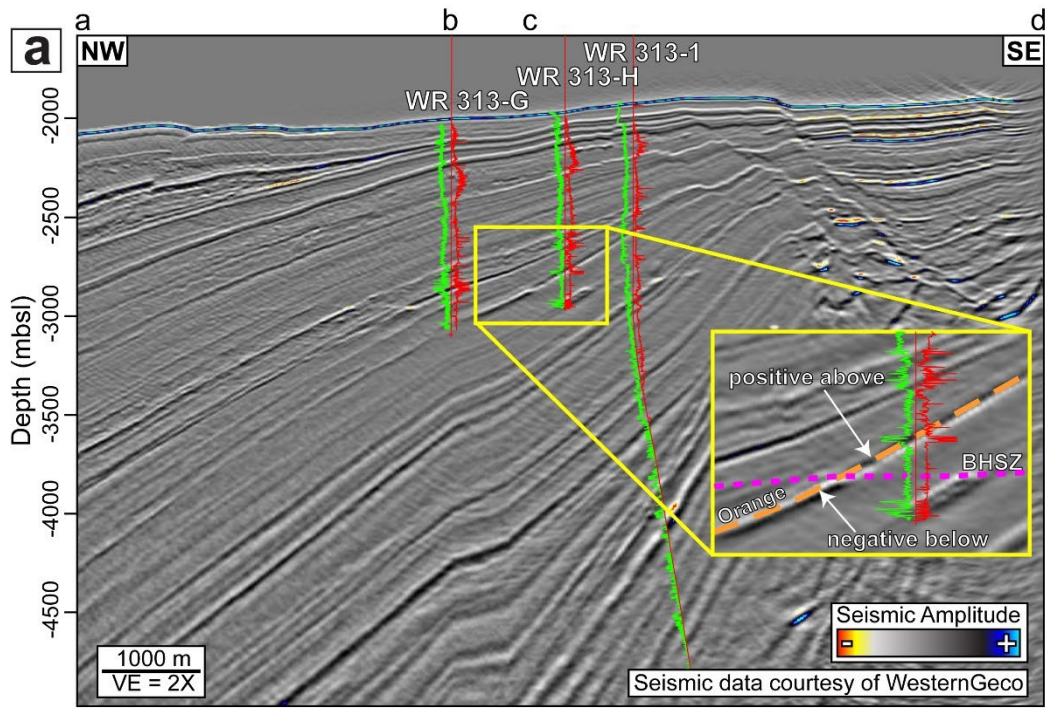 a b c d
a
NW
SE
WR 313-1
WR 313-H
WR 313-G
Depth (mbsl)
-2000
-2500
-3000
-3500
-4000
-4500
positive above
BHSZ
Orange
negative below
Seismic Amplitude
- +
1000 m
VE = 2X
Seismic data courtesy of WesternGeco